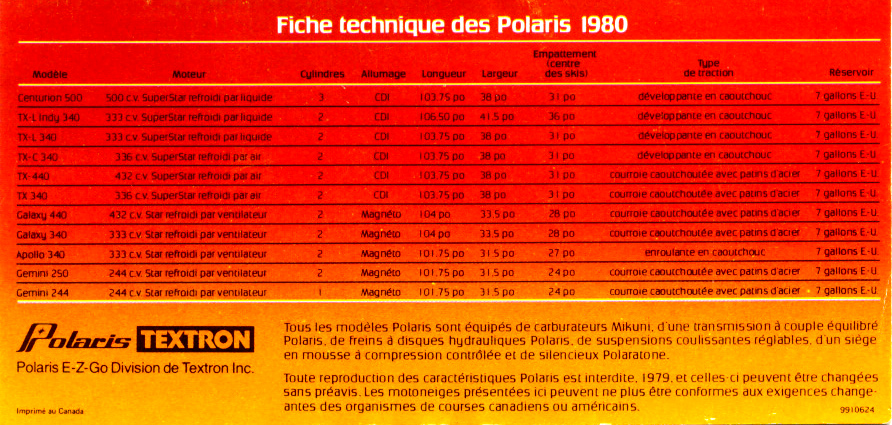 Fiche technique des Polaris 1980
Modèle Moteur Cylindres Allumage Longueur Largeur Empattement (centre des skis) Type de traction Réservoir
Centurion 500 500 c.v. SuperStar refroidi par liquide 3 CDI 103.75 po 38 po 31 po développante en caoutchouc 7 gallons E-U.
TX-L Indy 340 333 c.v. SuperStar refroidi par liquide 2 CDI 106.50 po 41.5 po 36 po développante en caoutchouc 7 gallons E-U.
TX-L 340 333 c.v. SuperStar refroidi par liquide 2 CDI 103.75 po 38 po 31 po développante en caoutchouc 7 gallons E-U.
TX-C 340 336 c.v. SuperStar refroidi par air 2 CDI 103.75 po 38 po 31 po développante en caoutchouc 7 gallons E-U.
TX-440 432 c.v. SuperStar refroidi par air 2 CDI 103.75 po 38 po 31 po courroie caoutchoutée avec patins d'acier 7 gallons E-U.
TX 340 336 c.v. SuperStar refroidi par air 2 CDI 103.75 po 38 po 31 po courroie caoutchoutée avec patins d'acier 7 gallons E-U.
Galaxy 440 432 c.v. Star refroidi par ventilateur 2 Magnéto 104 po 33.5 po 28 po courroie caoutchoutée avec patins d'acier 7 gallons E-U.
Galaxy 340 333 c.v. Star refroidi par ventilateur 2 Magnéto 104 po 33.5 po 28 po courroie caoutchoutée avec patins d'acier 7 gallons E-U.
Apollo 340 333 c.v. Star refroidi par ventilateur 2 Magnéto 101.75 po 31.5 po 27 po enroulante en caoutchouc 7 gallons E-U.
Gemini 250 244 c.v. Star refroidi par ventilateur 2 Magnéto 101.75 po 31.5 po 24 po courroie caoutchoutée avec patins d'acier 7 gallons E-U.
Gemini 244 244 c.v. Star refroidi par ventilateur 1 Magnéto 101.75 po 31.5 po 24 po courroie caoutchoutée avec patins d'acier 7 gallons E-U.
Polaris TEXTRON
Polaris E-Z-Go Division de Textron Inc.
Imprimé au Canada
Tous les modèles Polaris sont équipés de carburateurs Mikuni, d'une transmission à couple équilibré
Polaris, de freins à disques hydrauliques Polaris, de suspensions coulissantes réglables, d'un siège
en mousse à compression contrôlée et de silencieux Polaratone.
Toute reproduction des caractéristiques Polaris est interdite, 1979, et celles-ci peuvent être changées
sans préavis. Les motoneiges présentées ici peuvent ne plus être conformes aux exigences change-
antes des organismes de courses canadiens ou américains.
9910624